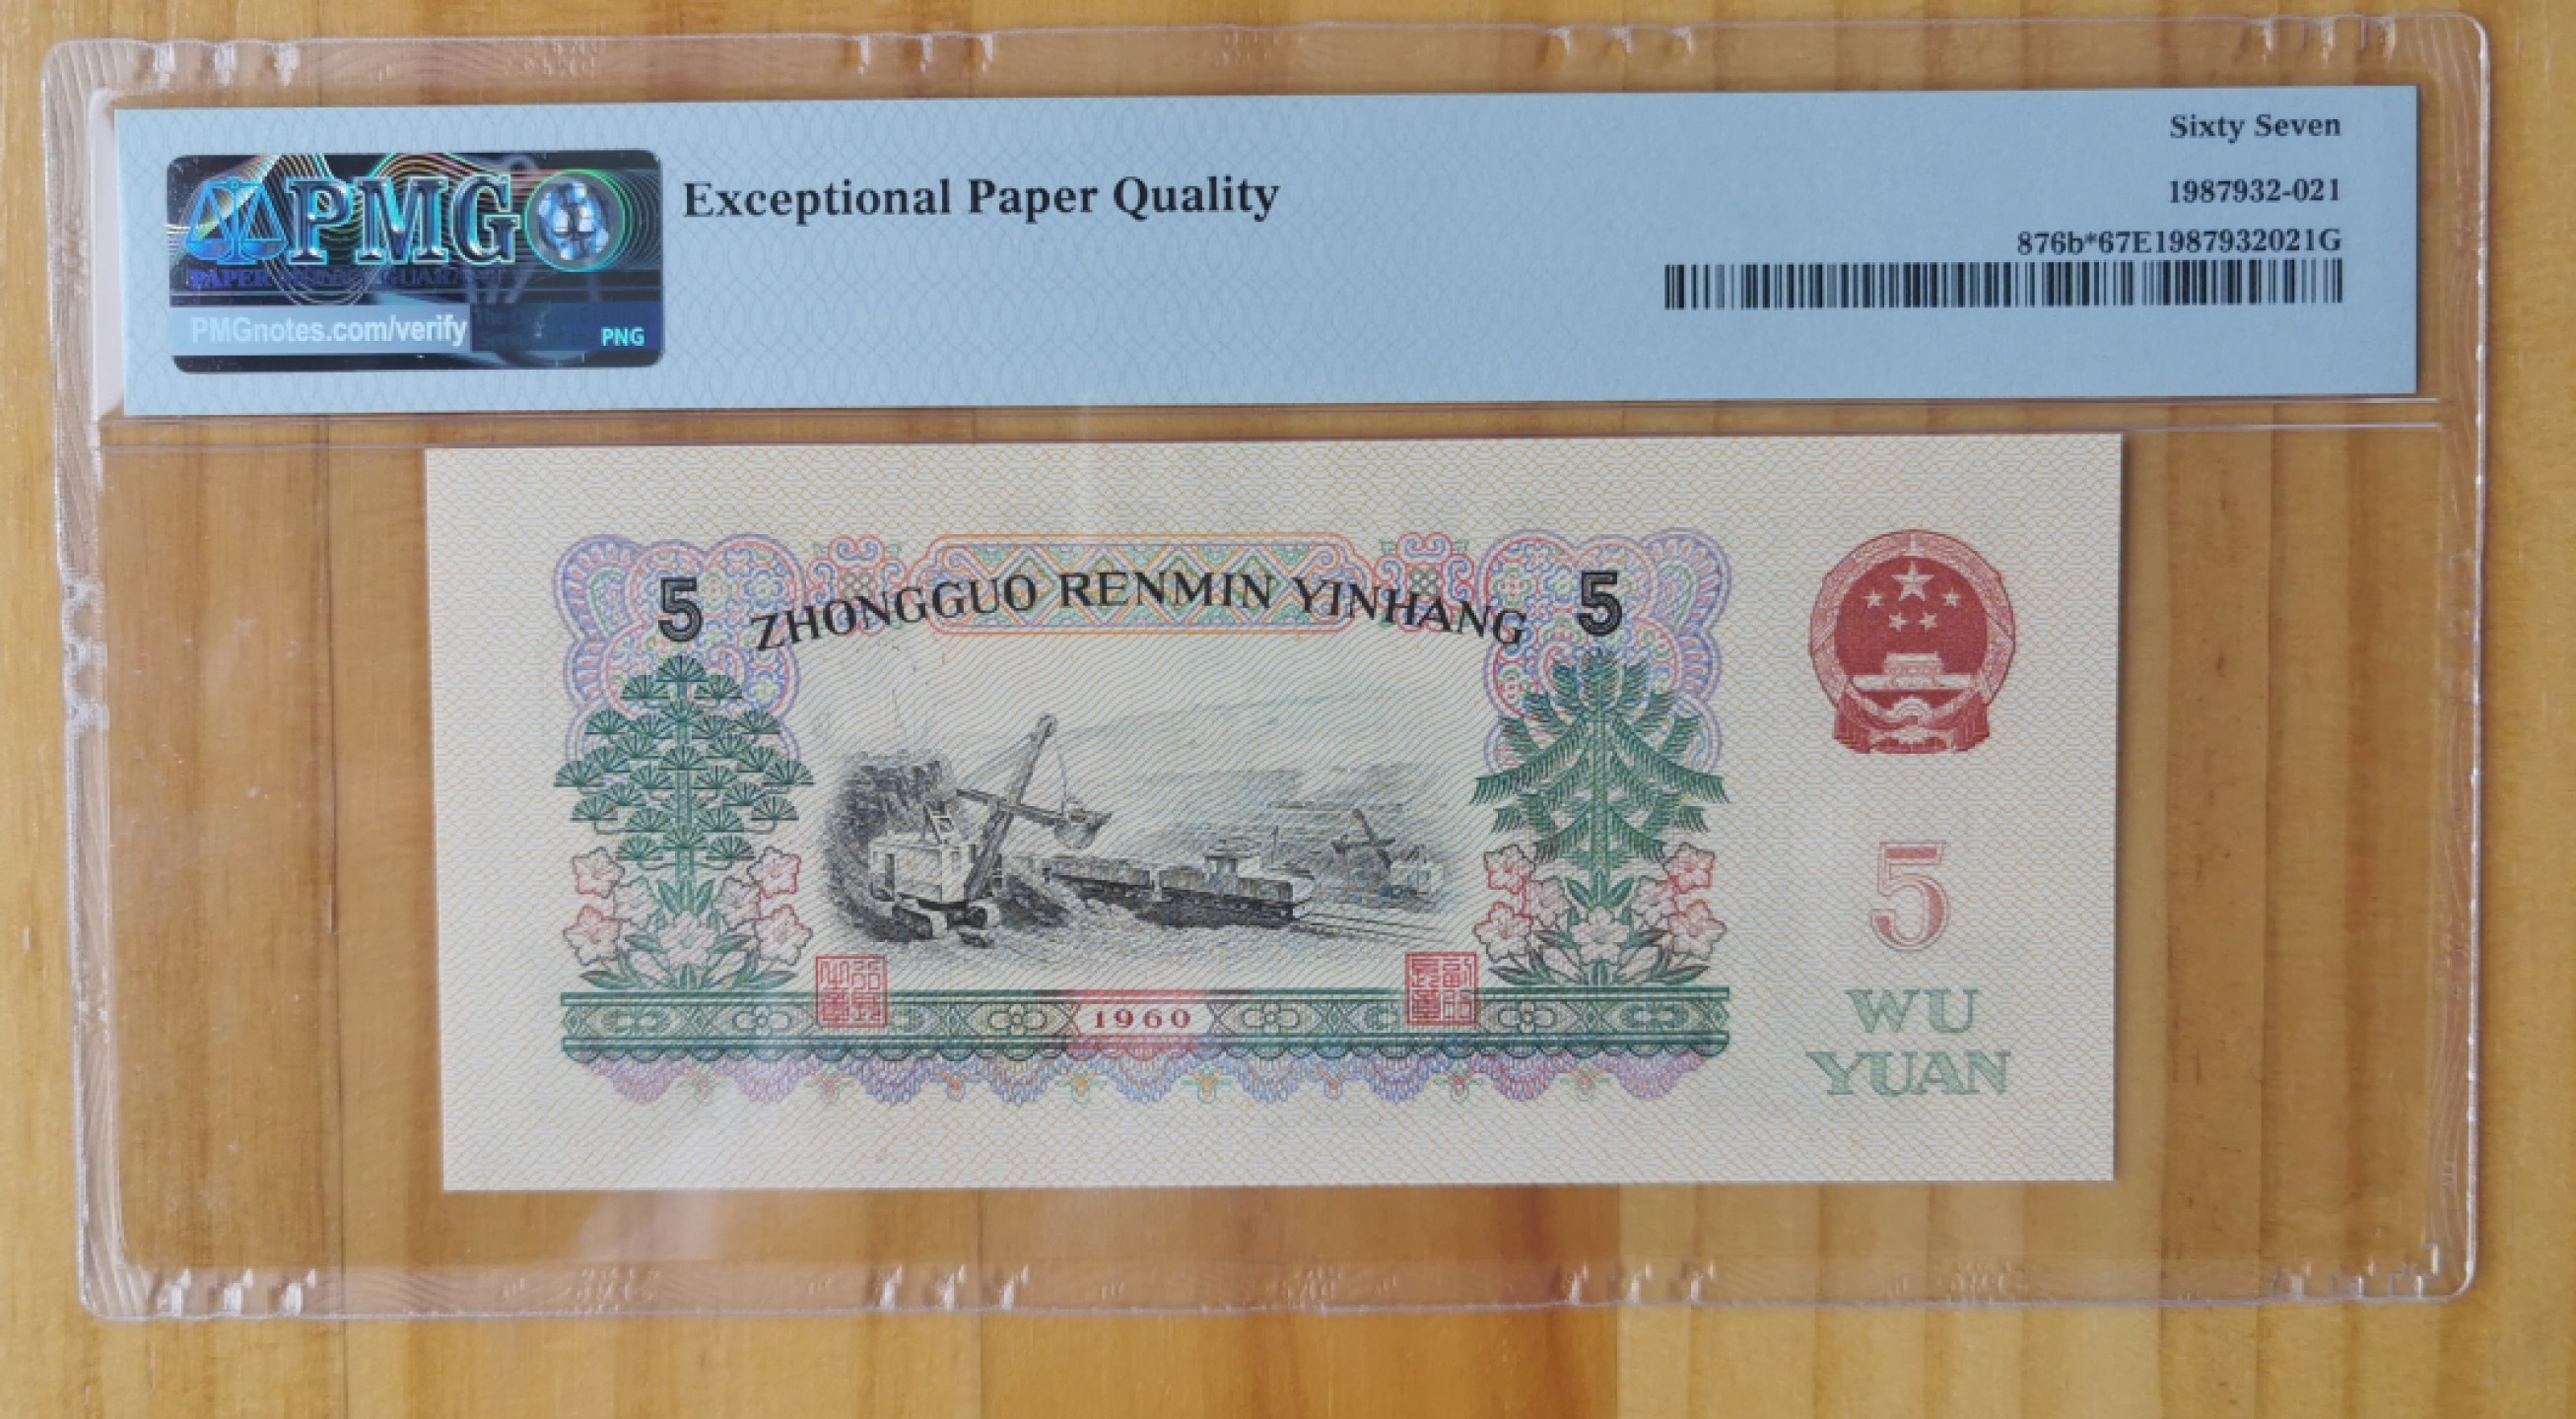 Sixty Seven
PMG
Exceptional Paper Quality
1987932-021
876b*67E1987932021G
PAPER
PMGnotes.com/verify
PNG
5 ZHONGGUO RENMIN YINHANG 5
5
1960
WU
YUAN